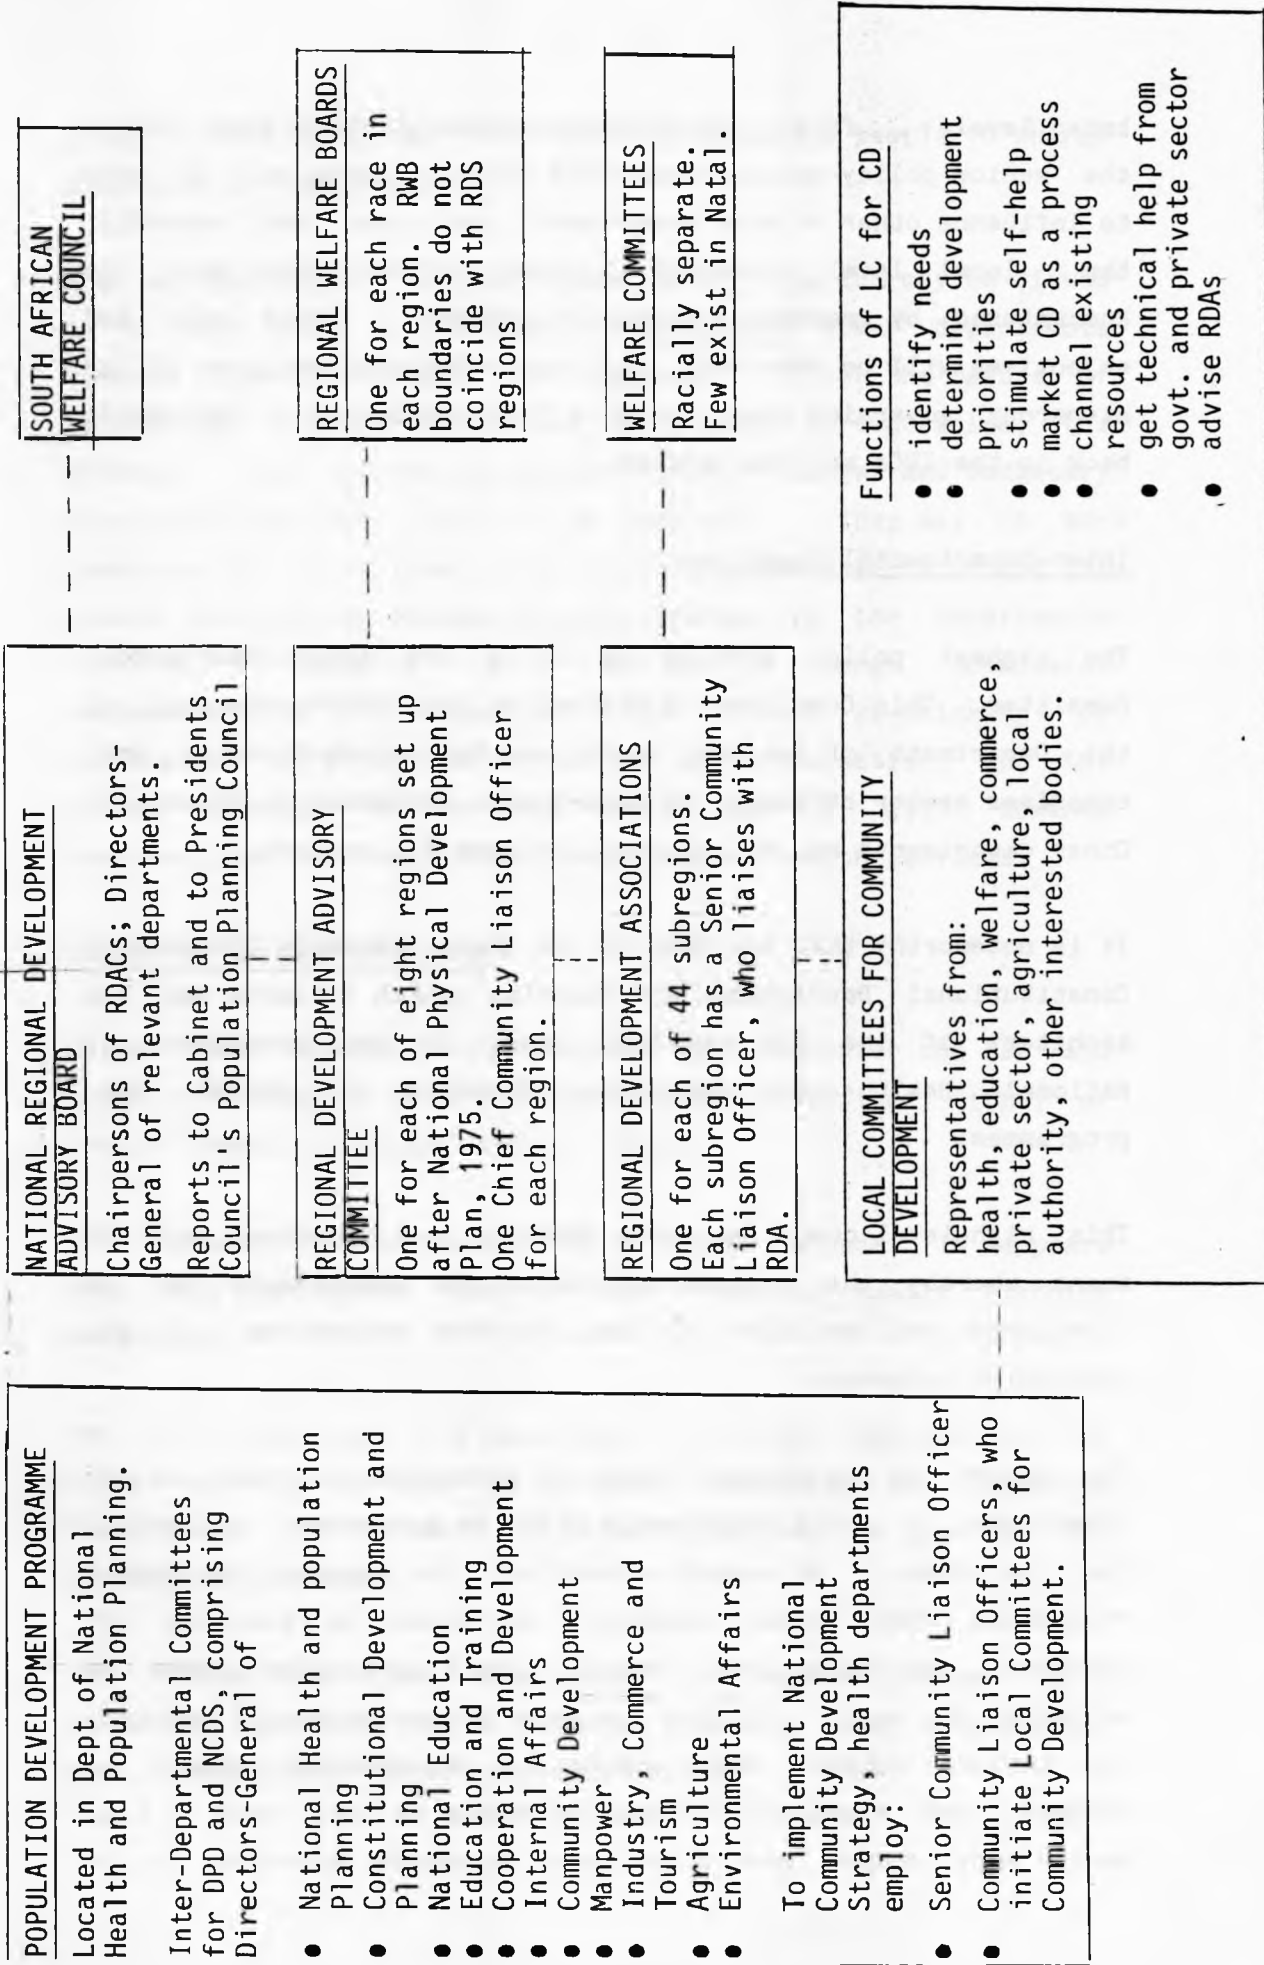 POPULATION DEVELOPMENT PROGRAMME
Located in Dept of National
Health and Population Planning.
Inter-Departmental Committees
for DPD and NCDS, comprising
Directors-General of
● National Health and population
Planning
● Constitutional Development and
Planning
● National Education
● Education and Training
● Cooperation and Development
● Internal Affairs
● Community Development
● Manpower
● Industry, Commerce and
Tourism
● Agriculture
● Environmental Affairs
To implement National
Community Development
Strategy, health departments
employ:
● Senior Community Liaison Officer
● Community Liaison Officers, who
initiate Local Committees for
Community Development.
NATIONAL REGIONAL DEVELOPMENT
ADVISORY BOARD
Chairpersons of RDACs; Directors-
General of relevant departments.
Reports to Cabinet and to Presidents
Council's Population Planning Council
REGIONAL DEVELOPMENT ADVISORY
COMMITTEE
One for each of eight regions set up
after National Physical Development
Plan, 1975
One Chief Community Liaison Officer
for each region.
REGIONAL DEVELOPMENT ASSOCIATIONS
One for each of 44 subregions.
Each subregion has a Senior Community
Liaison Officer, who liaises with
RDA.
LOCAL COMMITTEES FOR COMMUNITY
DEVELOPMENT
Representatives from:
health, education, welfare, commerce,
private sector, agriculture, local
authority, other interested bodies.
SOUTH AFRICAN
WELFARE COUNCIL
REGIONAL WELFARE BOARDS
One for each race in
each region. RWB
boundaries do not
coincide with RDS
regions
WELFARE COMMITTEES
Racially separate.
Few exist in Natal.
Functions of LC for CD
● identify needs
● determine development
priorities
● stimulate self-help
● market CD as a process
● channel existing
resources
● get technical help from
govt. and private sector
● advise RDAs